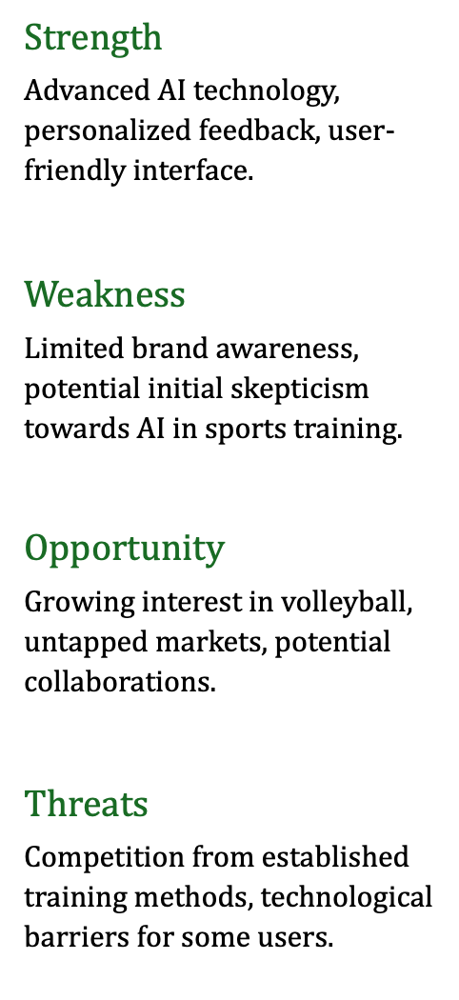 Strength
Advanced AI technology,
personalized feedback, user-
friendly interface.
Weakness
Limited brand awareness,
potential initial skepticism
towards AI in sports training.
Opportunity
Growing interest in volleyball,
untapped markets, potential
collaborations.
Threats
Competition from established
training methods, technological
barriers for some users.